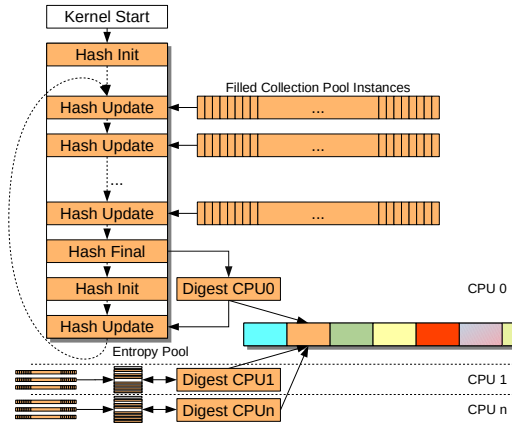 Kernel Start
Hash Init
Filled Collection Pool Instances
Hash Update
...
Hash Update
...
...
Hash Update
...
Hash Final
Hash Init
Digest CPU0
CPU 0
Hash Update
Entropy Pool
Digest CPU1
CPU 1
Digest CPUn
CPU n